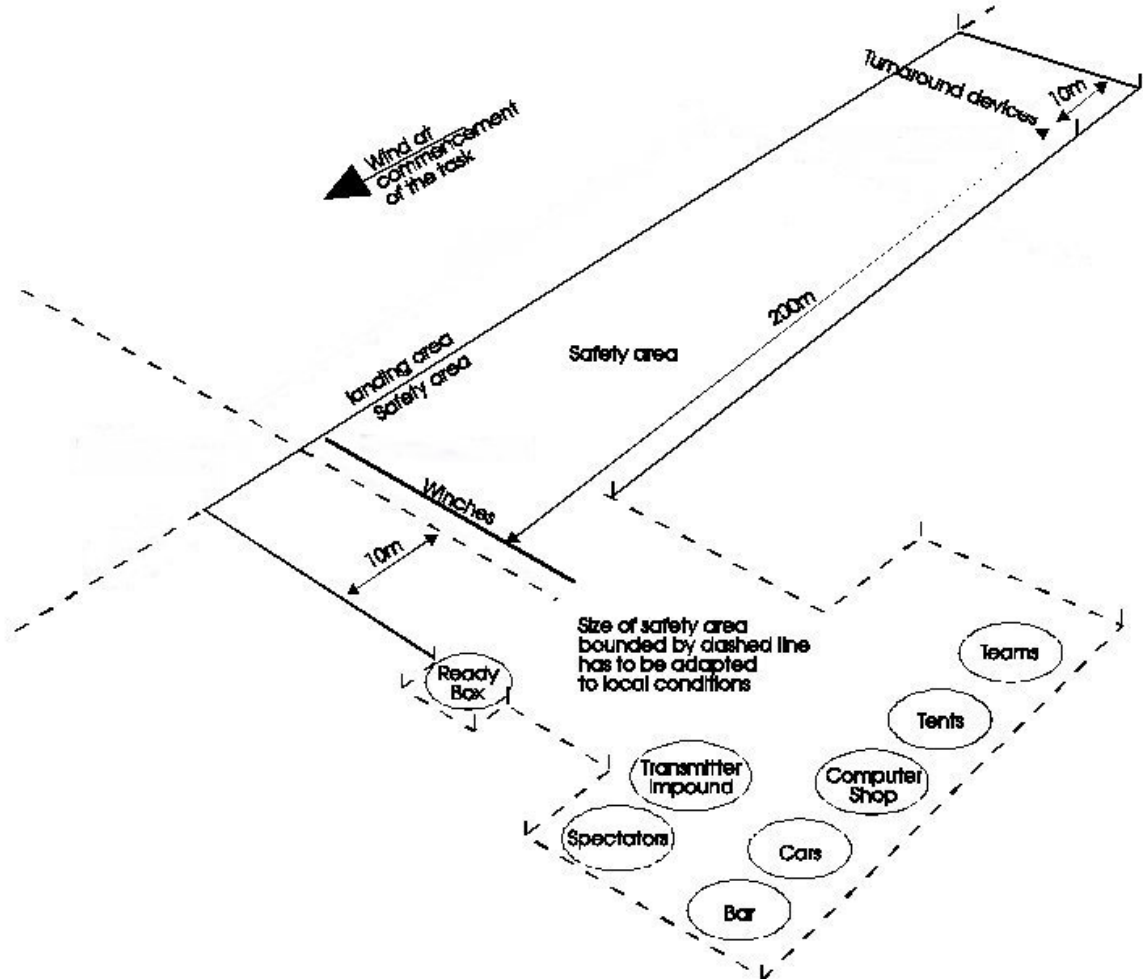 Turnaround devices
10m
Wind at
commencement
of the task
200m
landing area
Safety area
Safety area
Winches
10m
Size of safety area
bounded by dashed line
has to be adapted
to local conditions
Ready
Box
Teams
Tents
Transmitter
Impound
Computer
Shop
Spectators
Cars
Bar